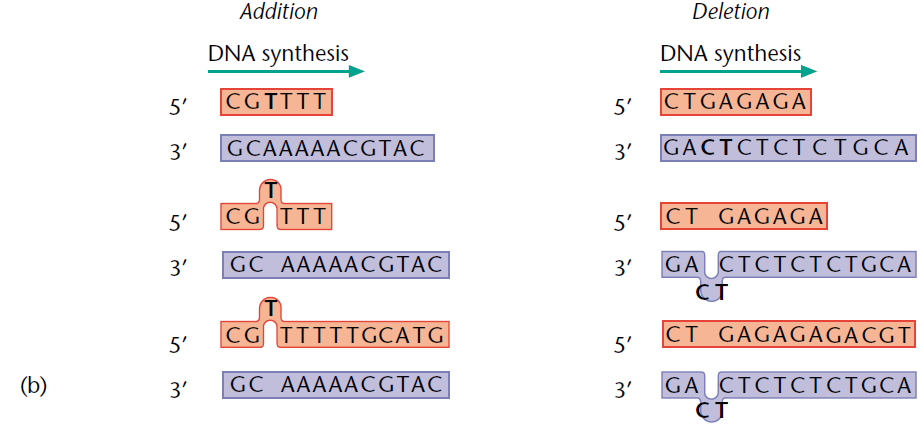 Addition
DNA synthesis
5′ CGTTTT
3′ GCAAAAACGTAC
T
5′ CG TTT
3′ GC AAAAACGTAC
T
5′ CG TTTTTGCATG
(b) 3′ GC AAAAACGTAC
Deletion
DNA synthesis
5′ CTGAGAGA
3′ GACTCTCTCTGCA
5′ CT GAGAGA
3′ GA CTCTCTCTGCA
CT
5′ CT GAGAGAGACGT
3′ GA CTCTCTCTGCA
CT